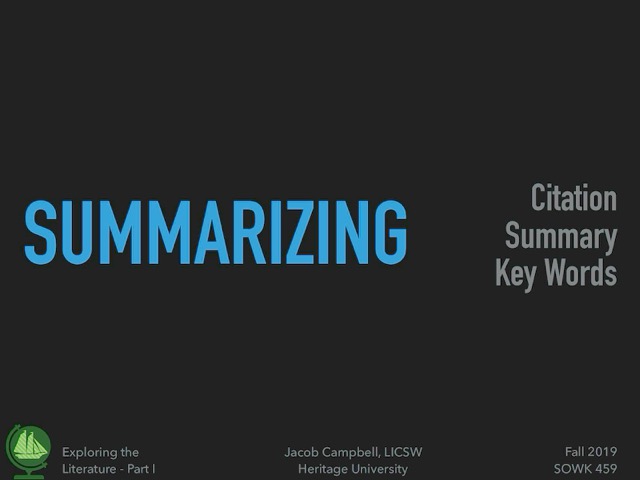 SUMMARIZING
Citation
Summary
Key Words
Exploring the
Literature - Part I
Jacob Campbell, LICSW
Heritage University
Fall 2019
SOWK 459